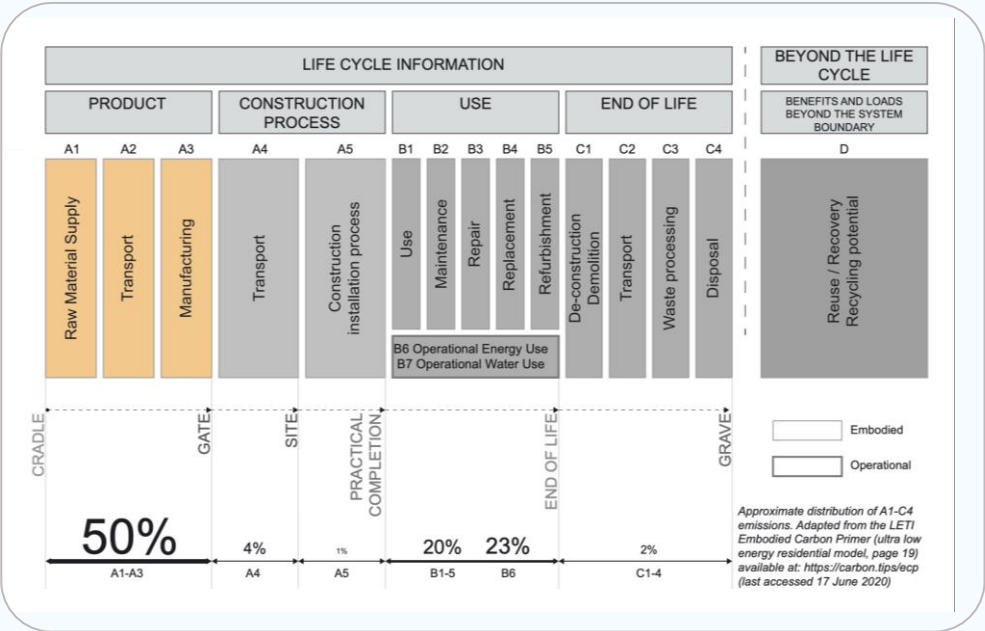 LIFE CYCLE INFORMATION
BEYOND THE LIFE
CYCLE
PRODUCT
CONSTRUCTION
PROCESS
USE
END OF LIFE
BENEFITS AND LOADS
BEYOND THE SYSTEM
BOUNDARY
A1
A2
A3
A4
A5
B1
B2
B3
B4
B5
C1
C2
C3
C4
D
Raw Material Supply
Transport
Manufacturing
Transport
Construction
installation process
Use
Maintenance
Repair
Replacement
Refurbishment
De-construction
Demolition
Transport
Waste processing
Disposal
Reuse / Recovery
Recycling potential
B6 Operational Energy Use
B7 Operational Water Use
CRADLE
GATE
SITE
PRACTICAL
COMPLETION
END OF LIFE
GRAVE
Embodied
Operational
50%
4%
1%
20%
23%
2%
A1-A3
A4
A5
B1-5
B6
C1-4
Approximate distribution of A1-C4
emissions. Adapted from the LETI
Embodied Carbon Primer (ultra low
energy residential model, page 19)
available at: https://carbon.tips/ecp
(last accessed 17 June 2020)